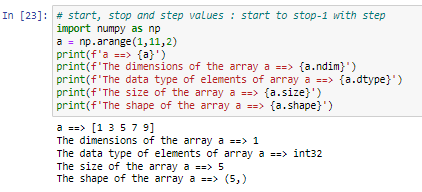 In [23]: # start, stop and step values : start to stop-1 with step
import numpy as np
a = np.arange(1,11,2)
print(f'a ==> {a}')
print(f'The dimensions of the array a ==> {a.ndim}')
print(f'The data type of elements of array a ==> {a.dtype}')
print(f'The size of the array a ==> {a.size}')
print(f'The shape of the array a ==> {a.shape}')
a ==> [1 3 5 7 9]
The dimensions of the array a ==> 1
The data type of elements of array a ==> int32
The size of the array a ==> 5
The shape of the array a ==> (5,)